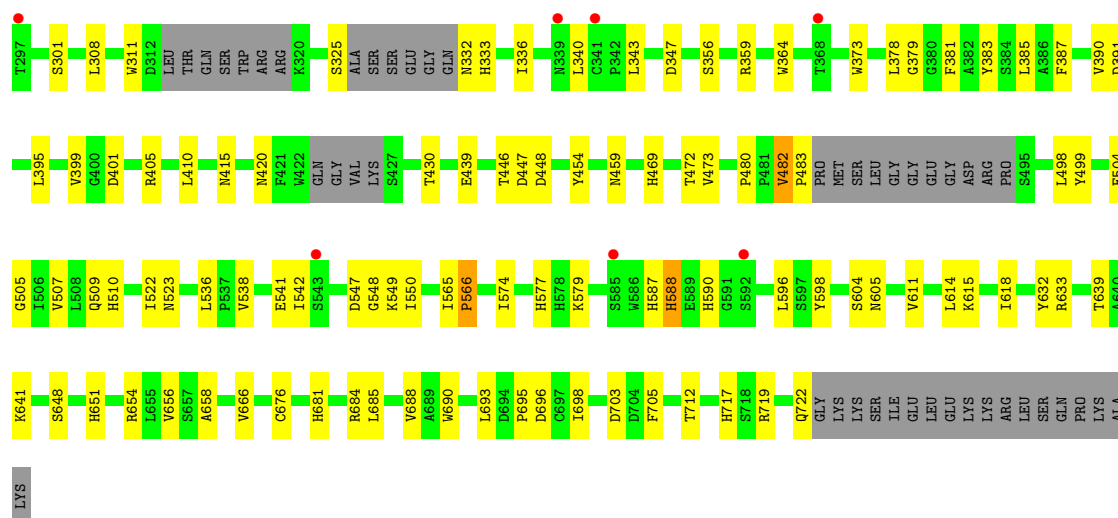 T297 S301 L308 W311 D312 LEU THR GLN SER TRP ARG ARG K320 S325 ALA SER SER GLU GLY GLN N332 H333 I336 N339 L340 C341 P342 L343 D347 S356 R359 W364 T368 W373 L378 G379 G380 F381 A382 Y383 S384 L385 A386 F387 V390 D391
L395 V399 G400 D401 R405 L410 N415 N420 F421 W422 GLN GLY VAL LYS S427 T430 E439 T446 D447 D448 Y454 N459 H469 T472 V473 P480 P481 V482 P483 PRO MET SER LEU GLY GLY GLU GLY ASP ARG PRO S495 L498 Y499 E504
G505 I506 V507 L508 Q509 H510 I522 N523 L536 P537 V538 E541 I542 S543 D547 G548 K549 I550 I565 P566 I574 H577 H578 K579 S585 W586 H587 H588 E589 H590 G591 S592 L596 S597 Y598 S604 N605 V611 L614 K615 I618 Y632 R633 T639
K641 S648 H651 R654 L655 V656 S657 A658 V666 C676 H681 R684 L685 V688 A689 W690 L693 D694 P695 D696 C697 I698 D703 D704 F705 T712 H717 S718 R719 Q722 GLY LYS LYS SER ILE GLU LEU GLU LYS LYS ARG LEU SER GLN PRO LYS ALA
LYS